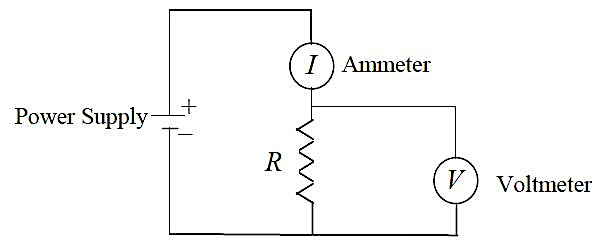 I Ammeter
Power Supply
+
−
R
V Voltmeter